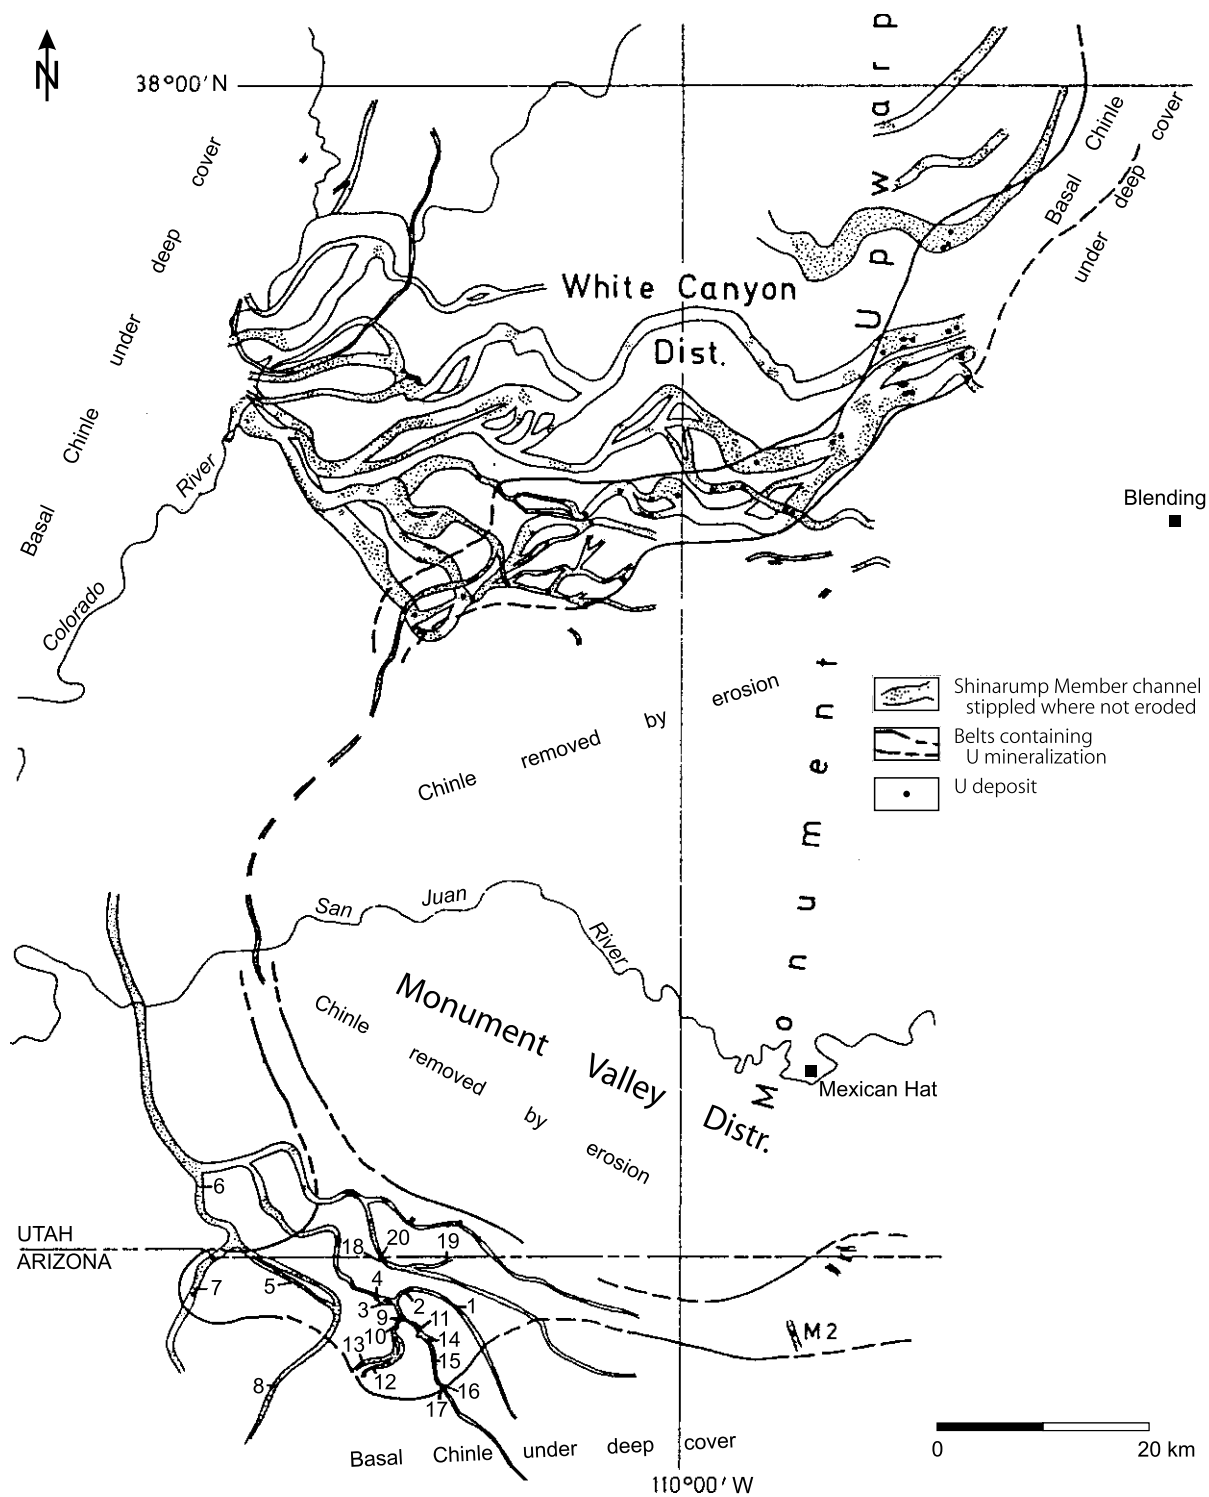 N
38°00′N
Upwarp
Chinle
cover
Basal
deep
under
cover
deep
under
Chinle
Basal
White Canyon
Dist.
River
Colorado
Blending
Monument
erosion
by
removed
Chinle
Shinarump Member channel
stippled where not eroded
Belts containing
U mineralization
U deposit
San Juan
River
Monument Valley
Distr.
Chinle
removed
by
erosion
Mexican Hat
UTAH
ARIZONA
6
18
20
19
7
5
4
3
2
1
9
11
10
14
13
15
12
8
16
17
M2
Basal Chinle under deep cover
0
20 km
110°00′W